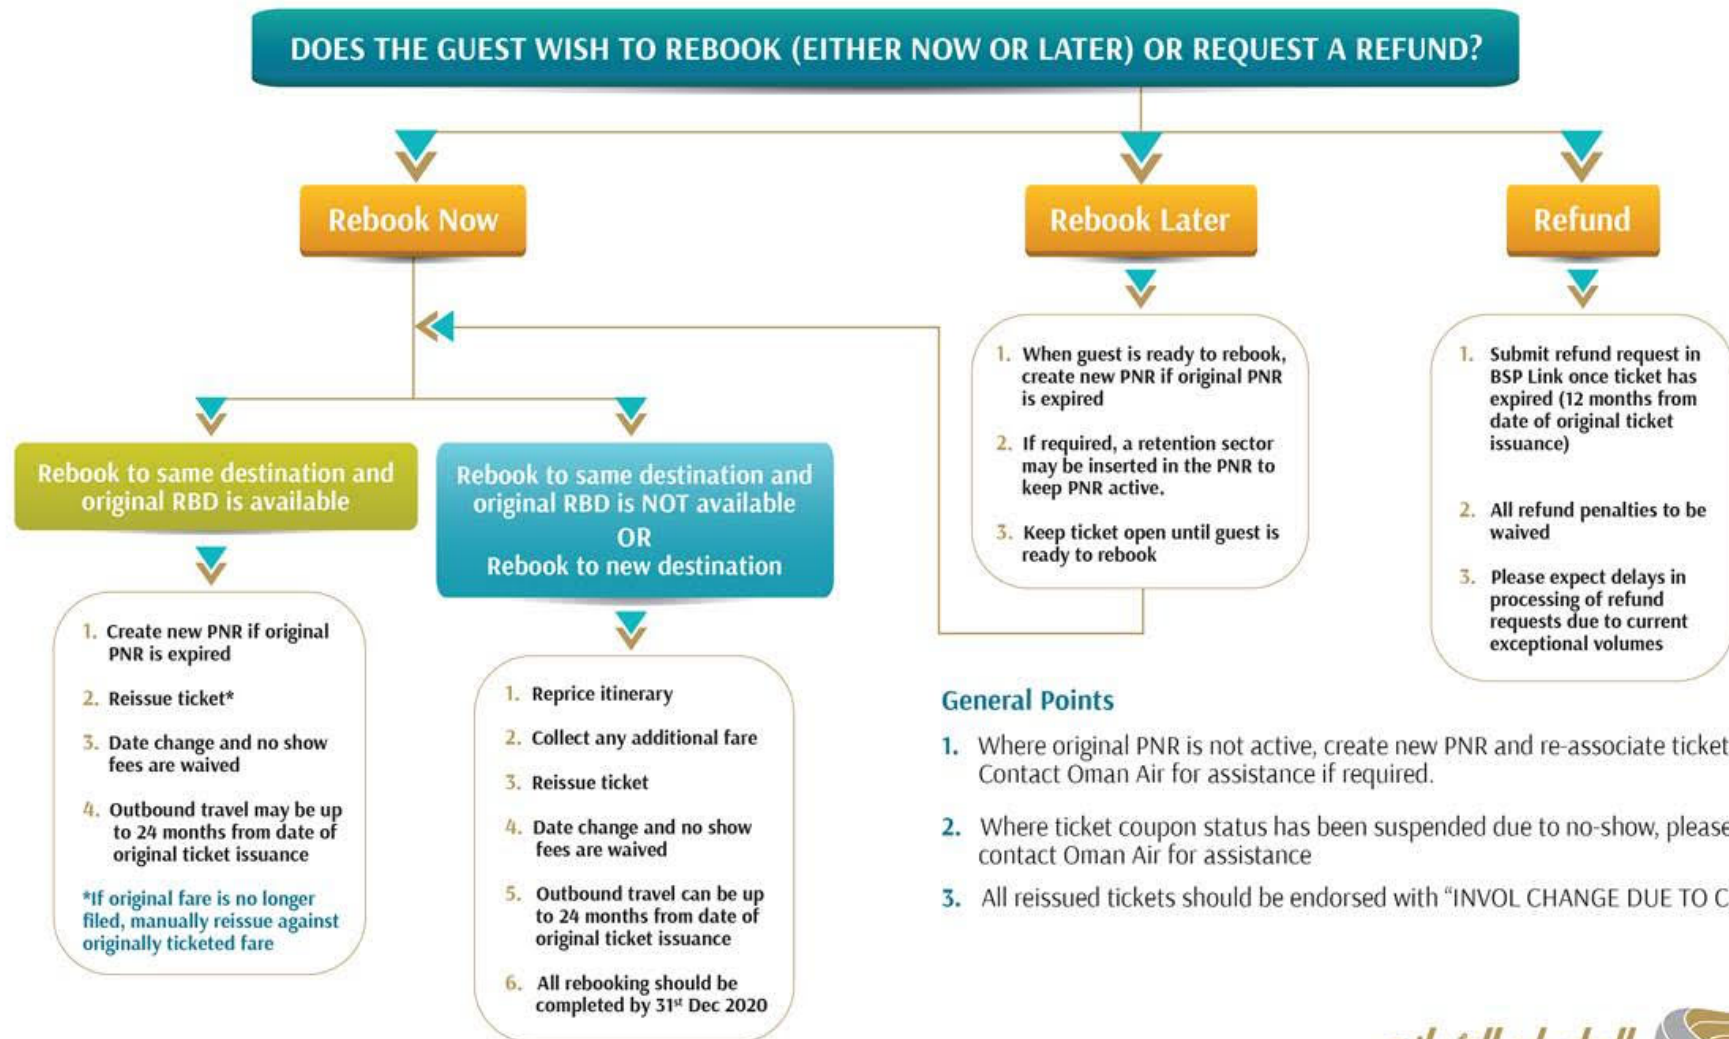 DOES THE GUEST WISH TO REBOOK (EITHER NOW OR LATER) OR REQUEST A REFUND?
Rebook Now
Rebook to same destination and
original RBD is available
1. Create new PNR if original
PNR is expired
2. Reissue ticket*
3. Date change and no show
fees are waived
4. Outbound travel may be up
to 24 months from date of
original ticket issuance
*If original fare is no longer
filed, manually reissue against
originally ticketed fare
Rebook to same destination and
original RBD is NOT available
OR
Rebook to new destination
1. Reprice itinerary
2. Collect any additional fare
3. Reissue ticket
4. Date change and no show
fees are waived
5. Outbound travel can be up
to 24 months from date of
original ticket issuance
6. All rebooking should be
completed by 31st Dec 2020
Rebook Later
1. When guest is ready to rebook,
create new PNR if original PNR
is expired
2. If required, a retention sector
may be inserted in the PNR to
keep PNR active.
3. Keep ticket open until guest is
ready to rebook
Refund
1. Submit refund request in
BSP Link once ticket has
expired (12 months from
date of original ticket
issuance)
2. All refund penalties to be
waived
3. Please expect delays in
processing of refund
requests due to current
exceptional volumes
General Points
1. Where original PNR is not active, create new PNR and re-associate ticket
Contact Oman Air for assistance if required.
2. Where ticket coupon status has been suspended due to no-show, please
contact Oman Air for assistance
3. All reissued tickets should be endorsed with “INVOL CHANGE DUE TO